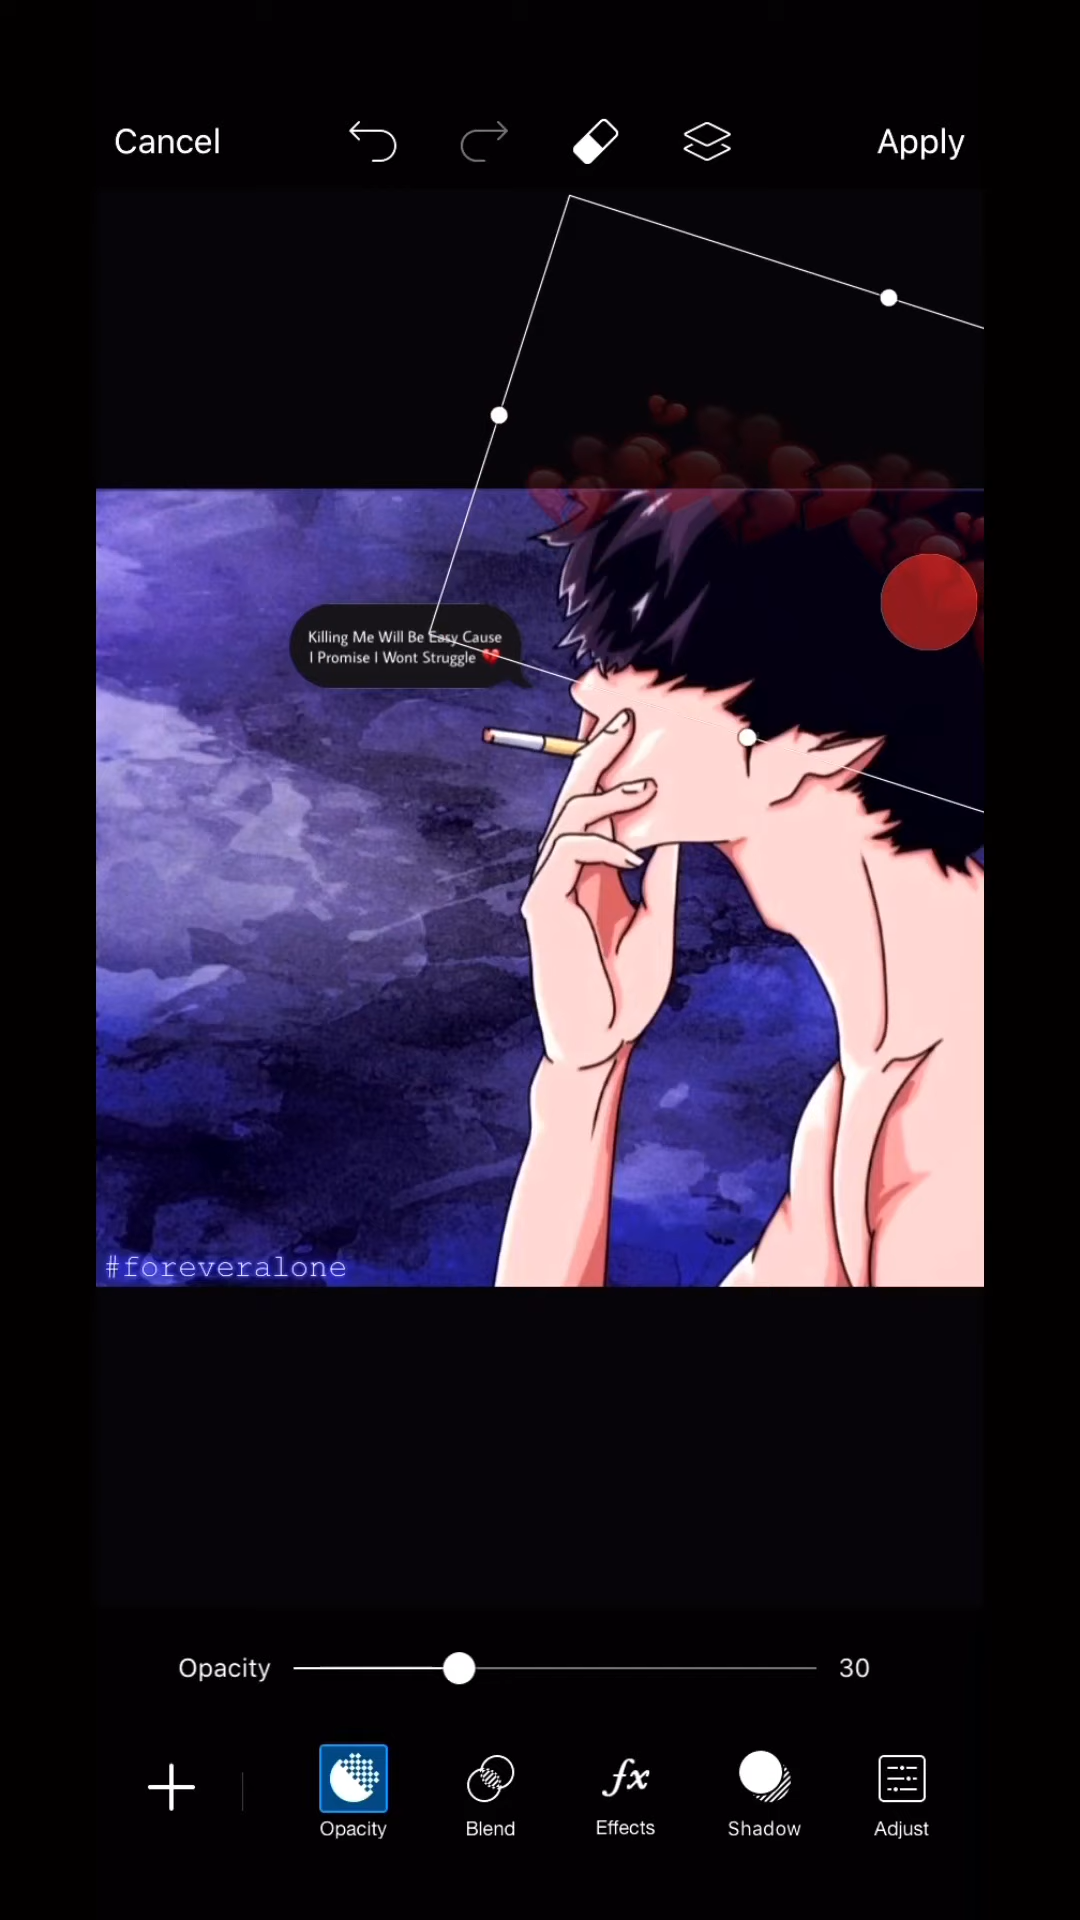 Cancel
Apply
Killing Me Will Be Easy Cause
I Promise I Wont Struggle 💔
#foreveralone
Opacity
30
Opacity
Blend
fx
Effects
Shadow
Adjust